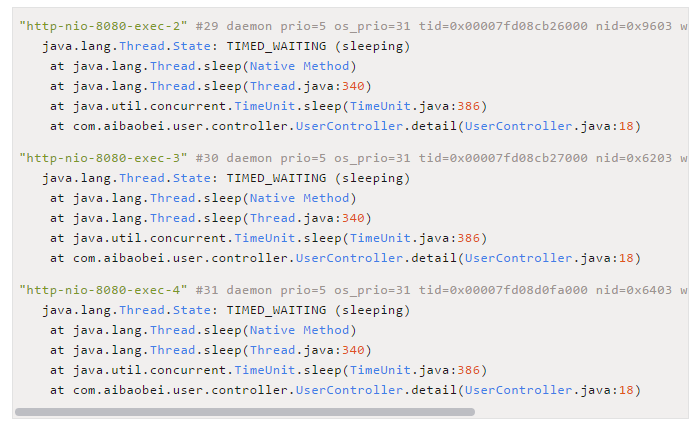 "http-nio-8080-exec-2" #29 daemon prio=5 os_prio=31 tid=0x00007fd08cb26000 nid=0x9603 w
java.lang.Thread.State: TIMED_WAITING (sleeping)
at java.lang.Thread.sleep(Native Method)
at java.lang.Thread.sleep(Thread.java:340)
at java.util.concurrent.TimeUnit.sleep(TimeUnit.java:386)
at com.aibaobei.user.controller.UserController.detail(UserController.java:18)
"http-nio-8080-exec-3" #30 daemon prio=5 os_prio=31 tid=0x00007fd08cb27000 nid=0x6203 w
java.lang.Thread.State: TIMED_WAITING (sleeping)
at java.lang.Thread.sleep(Native Method)
at java.lang.Thread.sleep(Thread.java:340)
at java.util.concurrent.TimeUnit.sleep(TimeUnit.java:386)
at com.aibaobei.user.controller.UserController.detail(UserController.java:18)
"http-nio-8080-exec-4" #31 daemon prio=5 os_prio=31 tid=0x00007fd08d0fa000 nid=0x6403 w
java.lang.Thread.State: TIMED_WAITING (sleeping)
at java.lang.Thread.sleep(Native Method)
at java.lang.Thread.sleep(Thread.java:340)
at java.util.concurrent.TimeUnit.sleep(TimeUnit.java:386)
at com.aibaobei.user.controller.UserController.detail(UserController.java:18)